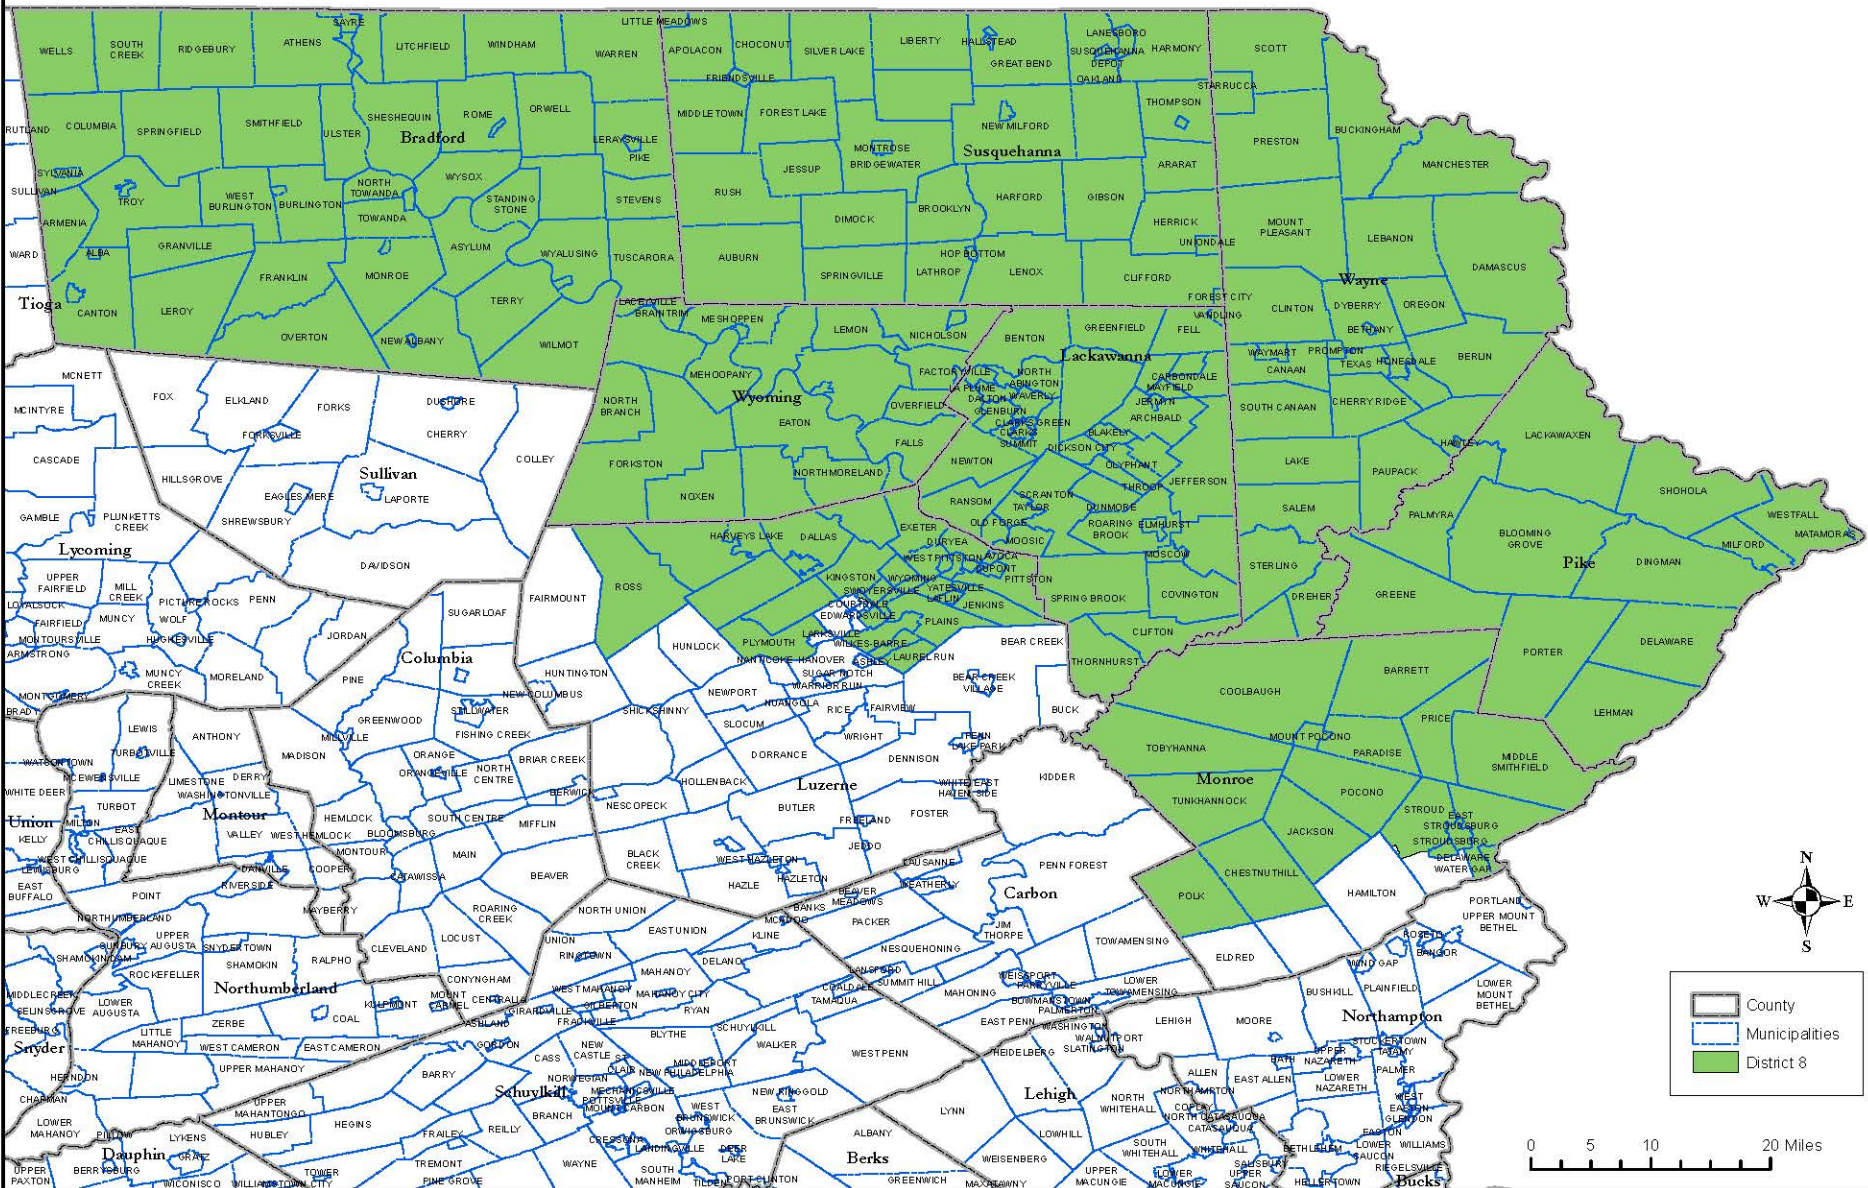 LITTLE MEADOWS
SAYRE
WELLS
SOUTH
CREEK
RIDGEBURY
ATHENS
LITCHFIELD
WINDHAM
WARREN
APOLACON
CHOCONUT
SILVER LAKE
LIBERTY
HALLSTEAD
GREAT BEND
LANESBORO
SUSQUEHANNA
DEPOT
OAKLAND
HARMONY
SCOTT
FRIENDSVILLE
STARRUCCA
RUTLAND
COLUMBIA
SPRINGFIELD
SMITHFIELD
ULSTER
SHESHEQUIN
Bradford
ROME
ORWELL
LERAYSVILLE
PIKE
MIDDLETOWN
FOREST LAKE
MONTROSE
BRIDGEWATER
NEW MILFORD
Susquehanna
THOMPSON
PRESTON
BUCKINGHAM
MANCHESTER
SYLVANIA
SULLIVAN
TROY
WEST
BURLINGTON
BURLINGTON
NORTH
TOWANDA
TOWANDA
WYSOX
STANDING
STONE
STEVENS
RUSH
JESSUP
DIMOCK
BROOKLYN
HARFORD
GIBSON
ARARAT
HERRICK
UNIONDALE
MOUNT
PLEASANT
LEBANON
DAMASCUS
ARMENIA
WARD
ALBA
GRANVILLE
FRANKLIN
MONROE
ASYLUM
WYALUSING
TUSCARORA
AUBURN
SPRINGVILLE
HOP BOTTOM
LATHROP
LENOX
CLIFFORD
Wayne
Tioga
CANTON
LEROY
OVERTON
NEW ALBANY
TERRY
WILMOT
LACEYVILLE
BRAINTRIM
MESHOPPEN
LEMON
NICHOLSON
BENTON
GREENFIELD
FELL
FOREST CITY
VANDLING
CLINTON
DYBERRY
OREGON
BETHANY
WAYMART
PROMPTON
TEXAS
HONESDALE
CANAAN
BERLIN
MCNETT
MCINTYRE
FOX
ELKLAND
FORKS
DUSHORE
CHERRY
FORKSVILLE
COLLEY
CASCADE
HILLSGROVE
Sullivan
EAGLES MERE
LAPORTE
NORTH
BRANCH
MEHOOPANY
Wyoming
FACTORYVILLE
Lackawanna
NORTH
ABINGTON
LA PLUME
DALTON
WAVERLY
GLENBURN
CLARKS GREEN
CLARKS
SUMMIT
CARBONDALE
MAYFIELD
JERMYN
ARCHBALD
BLAKELY
DICKSON CITY
OLYPHANT
THROOP
JEFFERSON
SOUTH CANAAN
CHERRY RIDGE
HAWLEY
LACKAWAXEN
OVERFIELD
EATON
FALLS
FORKSTON
NOXEN
NORTHMORELAND
NEWTON
RANSOM
SCRANTON
TAYLOR
DUNMORE
LAKE
PAUPACK
SALEM
PALMYRA
SHOHOLA
WESTFALL
MATAMORAS
MILFORD
BLOOMING
GROVE
Pike
DINGMAN
GAMBLE
PLUNKETTS
CREEK
SHREWSBURY
Lycoming
DAVIDSON
HARVEYS LAKE
DALLAS
EXETER
OLD FORGE
DURYEA
MOOSIC
ROARING
BROOK
ELMHURST
MOSCOW
WEST PITTSTON
AVOCA
DUPONT
PITTSTON
UPPER
FAIRFIELD
MILL
CREEK
LOYALSOCK
FAIRFIELD
MUNCY
PICTURE ROCKS
WOLF
PENN
MONTOURSVILLE
HUGHESVILLE
ARMSTRONG
JORDAN
SUGARLOAF
FAIRMOUNT
ROSS
KINGSTON
WYOMING
SWOYERSVILLE
YATESVILLE
LAFLIN
JENKINS
COURTDALE
EDWARDSVILLE
PLAINS
SPRING BROOK
COVINGTON
STERLING
DREHER
GREENE
CLIFTON
THORNHURST
BARRETT
PORTER
DELAWARE
LEHMAN
Columbia
PLYMOUTH
LARKSVILLE
WILKES-BARRE
BEAR CREEK
HUNLOCK
NANTICOKE
HANOVER
ASHLEY
LAUREL RUN
SUGAR NOTCH
WARRIOR RUN
BEAR CREEK
VILLAGE
BUCK
MUNCY
CREEK
MORELAND
MONTGOMERY
BRADY
PINE
HUNTINGTON
NEW COLUMBUS
SHICKSHINNY
NEWPORT
NUANGOLA
RICE
FAIRVIEW
SLOCUM
WRIGHT
COOLBAUGH
PRICE
MOUNT POCONO
TOBYHANNA
PARADISE
MIDDLE
SMITHFIELD
LEWIS
ANTHONY
TURBOTVILLE
WATSONTOWN
MCEWENSVILLE
WHITE DEER
GREENWOOD
STILLWATER
FISHING CREEK
MILLVILLE
MADISON
ORANGE
ORANGEVILLE
NORTH
CENTRE
BRIAR CREEK
BERWICK
DORRANCE
DENNISON
PENN
LAKE PARK
HOLLENBACK
Luzerne
WHITE
HAVEN
EAST
SIDE
KIDDER
Monroe
TUNKHANNOCK
POCONO
STROUD
EAST
STROUDSBURG
STROUDSBURG
DELAWARE
WATER GAP
JACKSON
LIMESTONE
DERRY
WASHINGTONVILLE
TURBOT
Montour
Union
MILTON
KELLY
EAST
CHILLISQUAQUE
WEST CHILLISQUAQUE
LEWISBURG
VALLEY
WEST HEMLOCK
HEMLOCK
BLOOMSBURG
SOUTH CENTRE
MIFFLIN
NESCOPECK
BUTLER
FREELAND
FOSTER
JEDDO
MONTOUR
MAIN
BLACK
CREEK
WEST HAZLETON
LAUSANNE
PENN FOREST
DANVILLE
COOPER
RIVERSIDE
CATAWISSA
BEAVER
HAZLE
HAZLETON
BEAVER
MEADOWS
WEATHERLY
Carbon
POLK
CHESTNUTHILL
HAMILTON
EAST
BUFFALO
POINT
NORTHUMBERLAND
MAYBERRY
ROARING
CREEK
NORTH UNION
BANKS
MCADOO
PACKER
JIM
THORPE
PORTLAND
UPPER MOUNT
BETHEL
UPPER
AUGUSTA
SUNBURY
SNYDERTOWN
SHAMOKIN DAM
SHAMOKIN
RALPHO
CLEVELAND
LOCUST
UNION
RINGTOWN
EAST UNION
KLINE
NESQUEHONING
TOWAMENSING
ELDRED
ROSETO
BANGOR
WIND GAP
ROCKEFELLER
CONYNGHAM
MAHANOY
DELANO
LANSFORD
SUMMIT HILL
COALDALE
TAMAQUA
WEISSPORT
PARRYVILLE
LOWER
TOWAMENSING
BOWMANSTOWN
PALMERTON
MAHONING
BUSHKILL
PLAINFIELD
LOWER
MOUNT
BETHEL
MIDDLECREEK
SELINSGROVE
Northumberland
LOWER
AUGUSTA
KULPMONT
MOUNT
CARMEL
CENTRALIA
WEST MAHANOY
MAHANOY CITY
GILBERTON
GIRARDVILLE
FRACKVILLE
RYAN
ASHLAND
ZERBE
COAL
FREEBURG
LITTLE
MAHANOY
WEST CAMERON
EAST CAMERON
GORDON
BLYTHE
SCHUYLKILL
WALKER
EAST PENN
WASHINGTON
WALNUTPORT
SLATINGTON
LEHIGH
MOORE
Northampton
STOCKERTOWN
TATAMY
Snyder
HERNDON
UPPER MAHANOY
CASS
NEW
CASTLE
ST
CLAIR
MIDDLEPORT
NEW PHILADELPHIA
WEST PENN
HEIDELBERG
BATH
UPPER
NAZARETH
PALMER
CHAPMAN
BARRY
NORWEGIAN
Schuylkill
MECHANICSVILLE
POTTSVILLE
MOUNT CARBON
NEW RINGGOLD
EAST
BRUNSWICK
WEST
BRUNSWICK
ORWIGSBURG
ALLEN
EAST ALLEN
LOWER
NAZARETH
NORTHAMPTON
Lehigh
NORTH
WHITEHALL
COPLAY
NORTH CATASAUQUA
CATASAUQUA
WEST
EASTON
GLENDON
EASTON
LYNN
UPPER
MAHANTONGO
BRANCH
LOWER
MAHANOY
PILLOW
LYKENS
HUBLEY
HEGINS
FRAILEY
REILLY
CRESSONA
LANDINGVILLE
DEER
LAKE
ALBANY
LOWHILL
Dauphin
GRATZ
BERRYSBURG
UPPER
PAXTON
WICONISCO
WILLIAMSTOWN
TOWER
CITY
TREMONT
PINE GROVE
WAYNE
SOUTH
MANHEIM
TILDEN
PORT CLINTON
Berks
GREENWICH
WEISENBERG
MAXATAWNY
UPPER
MACUNGIE
SOUTH
WHITEHALL
WHITEHALL
LOWER
MACUNGIE
SALISBURY
UPPER
SAUCON
BETHLEHEM
HELLERTOWN
LOWER
SAUCON
WILLIAMS
RIEGELSVILLE
Bucks
N
W E
S
County
Municipalities
District 8
0 5 10 20 Miles